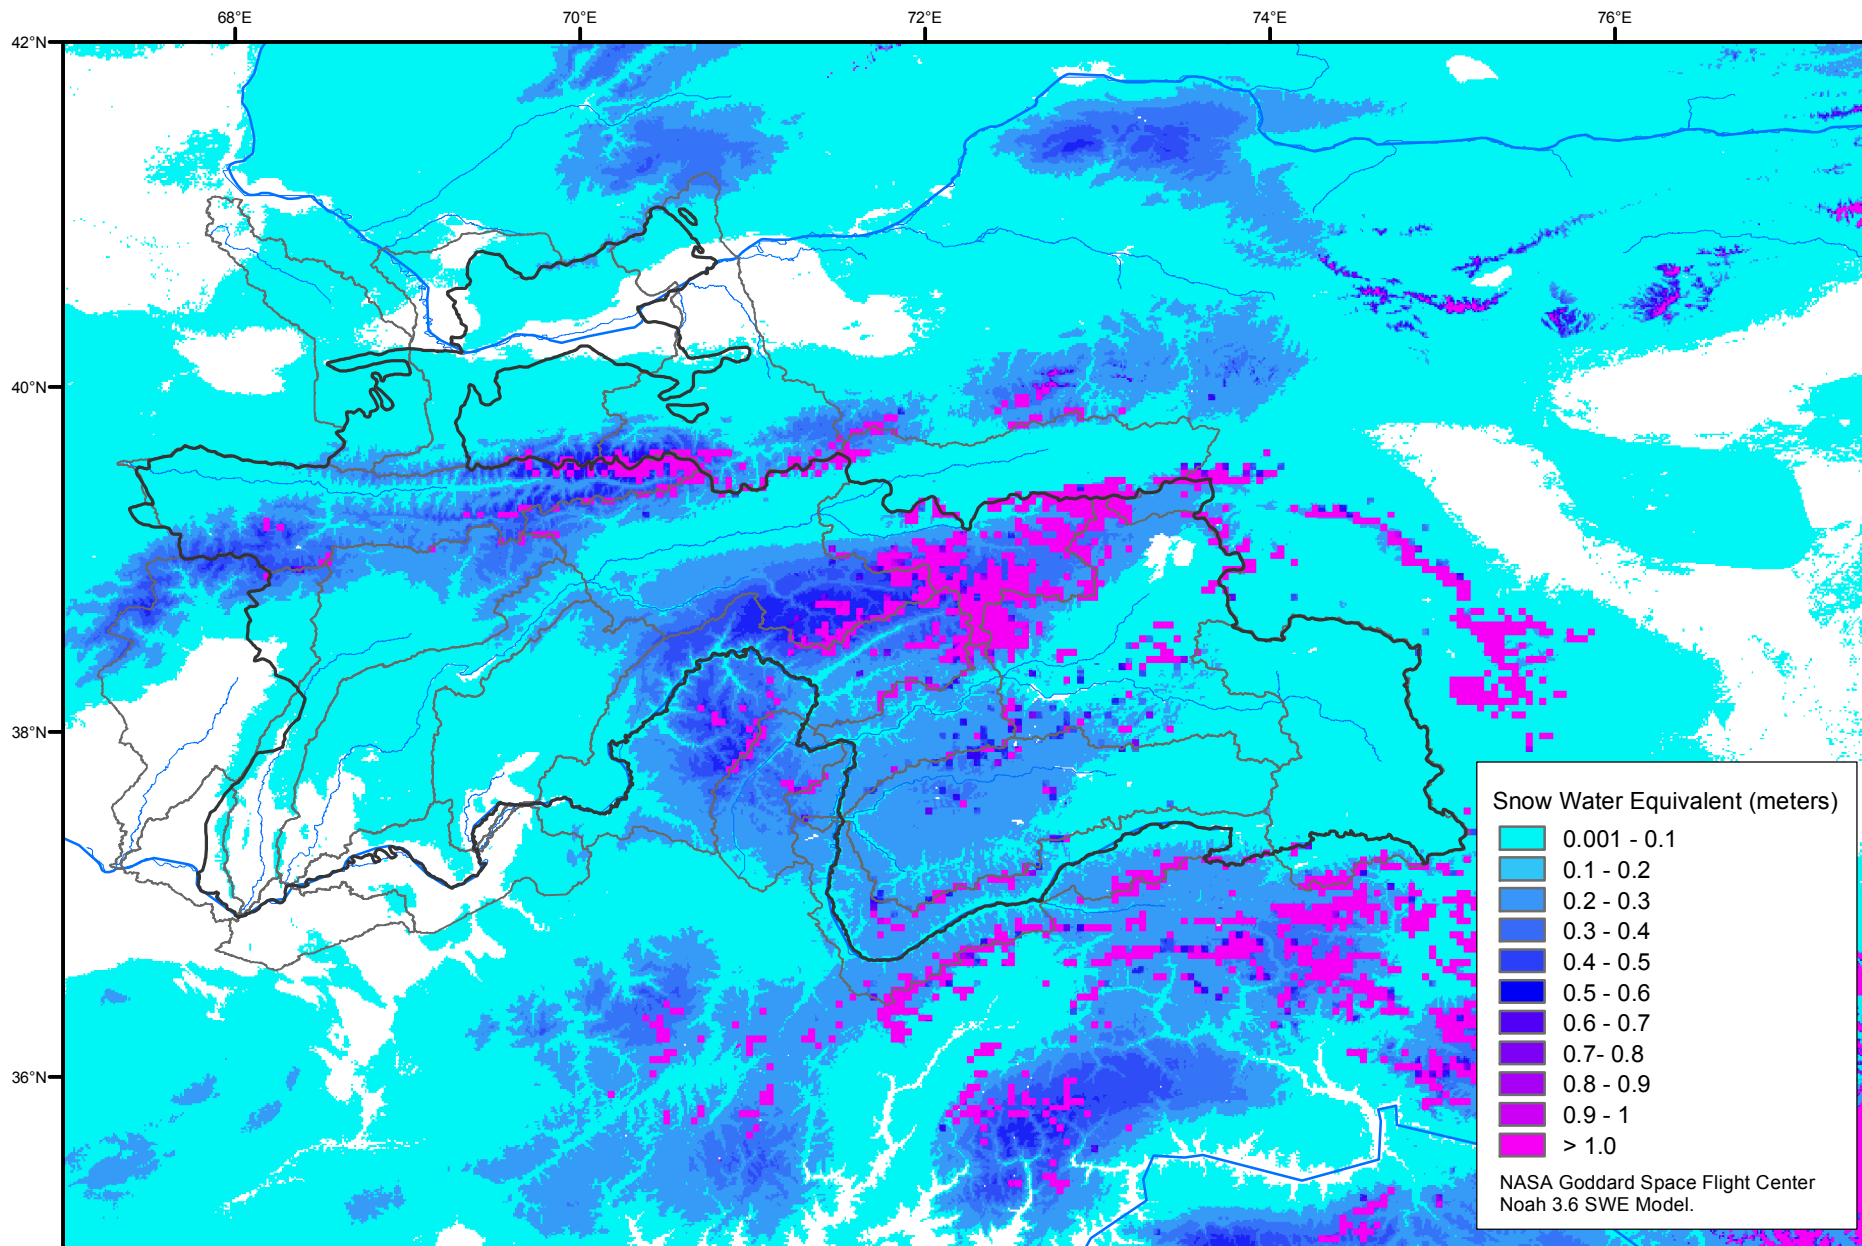 68°E 70°E 72°E 74°E 76°E
42°N
40°N
38°N
36°N
Snow Water Equivalent (meters)
0.001 - 0.1
0.1 - 0.2
0.2 - 0.3
0.3 - 0.4
0.4 - 0.5
0.5 - 0.6
0.6 - 0.7
0.7- 0.8
0.8 - 0.9
0.9 - 1
> 1.0
NASA Goddard Space Flight Center
Noah 3.6 SWE Model.